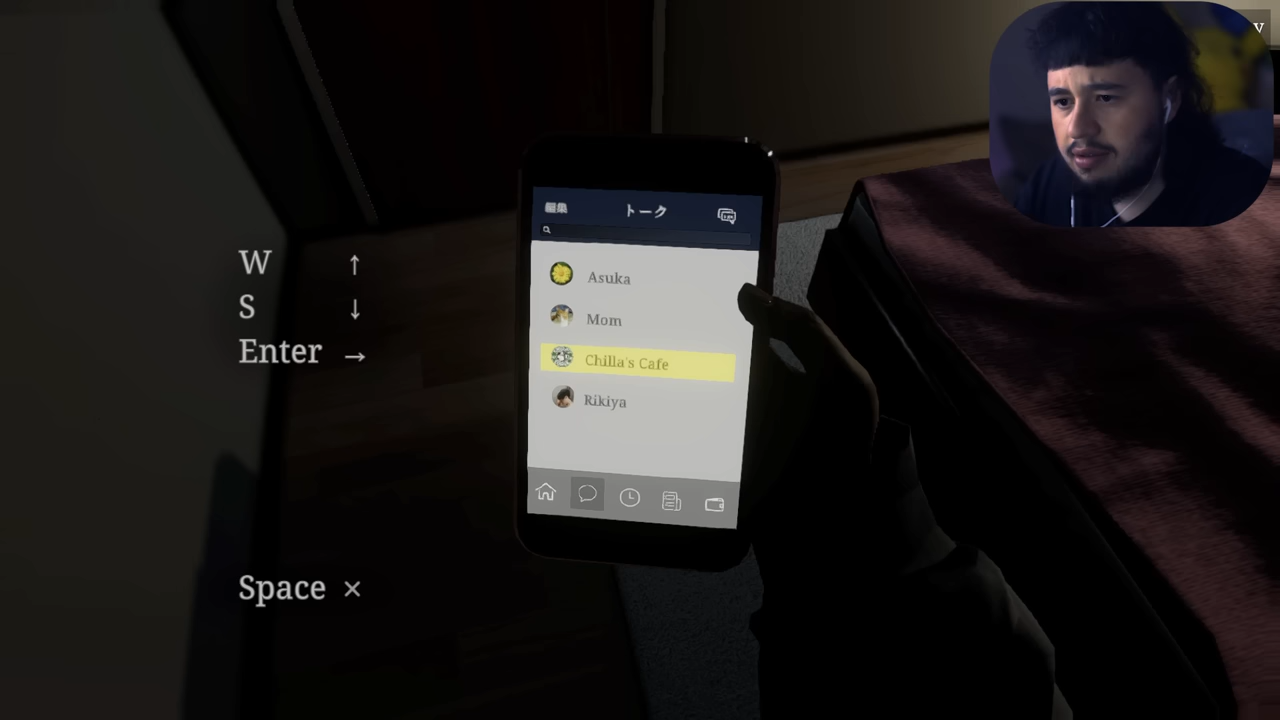 V
編集 トーク
W ↑
S ↓
Enter →
Asuka
Mom
Chilla's Cafe
Rikiya
Space ×